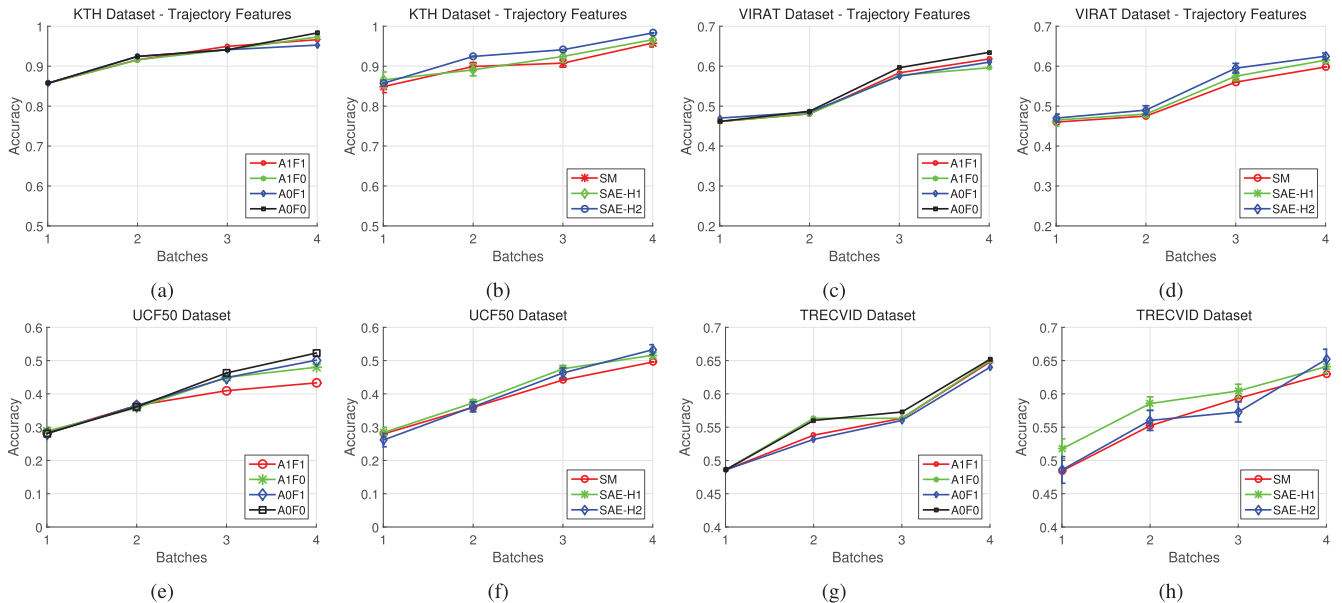 KTH Dataset - Trajectory Features
1
0.9
0.8
0.7
0.6
0.5
Accuracy
A1F1
A1F0
A0F1
A0F0
1 2 3 4
Batches
(a)
KTH Dataset - Trajectory Features
1
0.9
0.8
0.7
0.6
0.5
Accuracy
SM
SAE-H1
SAE-H2
1 2 3 4
Batches
(b)
VIRAT Dataset - Trajectory Features
0.7
0.6
0.5
0.4
0.3
0.2
Accuracy
A1F1
A1F0
A0F1
A0F0
1 2 3 4
Batches
(c)
VIRAT Dataset - Trajectory Features
0.7
0.6
0.5
0.4
0.3
0.2
Accuracy
SM
SAE-H1
SAE-H2
1 2 3 4
Batches
(d)
UCF50 Dataset
0.6
0.5
0.4
0.3
0.2
0.1
0
Accuracy
A1F1
A1F0
A0F1
A0F0
1 2 3 4
Batches
(e)
UCF50 Dataset
0.6
0.5
0.4
0.3
0.2
0.1
0
Accuracy
SM
SAE-H1
SAE-H2
1 2 3 4
Batches
(f)
TRECVID Dataset
0.7
0.65
0.6
0.55
0.5
0.45
0.4
Accuracy
A1F1
A1F0
A0F1
A0F0
1 2 3 4
Batches
(g)
TRECVID Dataset
0.7
0.65
0.6
0.55
0.5
0.45
0.4
Accuracy
SM
SAE-H1
SAE-H2
1 2 3 4
Batches
(h)